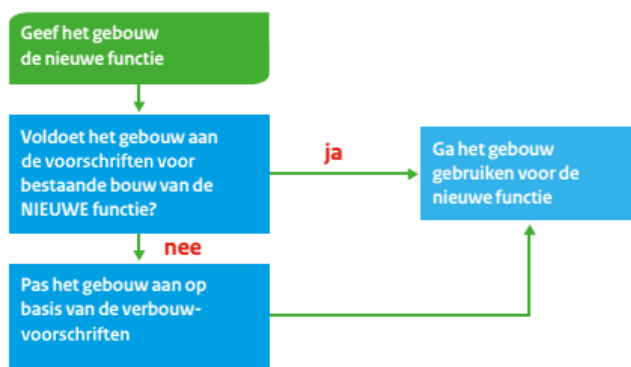 Geef het gebouw
de nieuwe functie
Voldoet het gebouw aan
de voorschriften voor
bestaande bouw van de
NIEUWE functie?
ja
Ga het gebouw
gebruiken voor de
nieuwe functie
nee
Pas het gebouw aan op
basis van de verbouw-
voorschriften